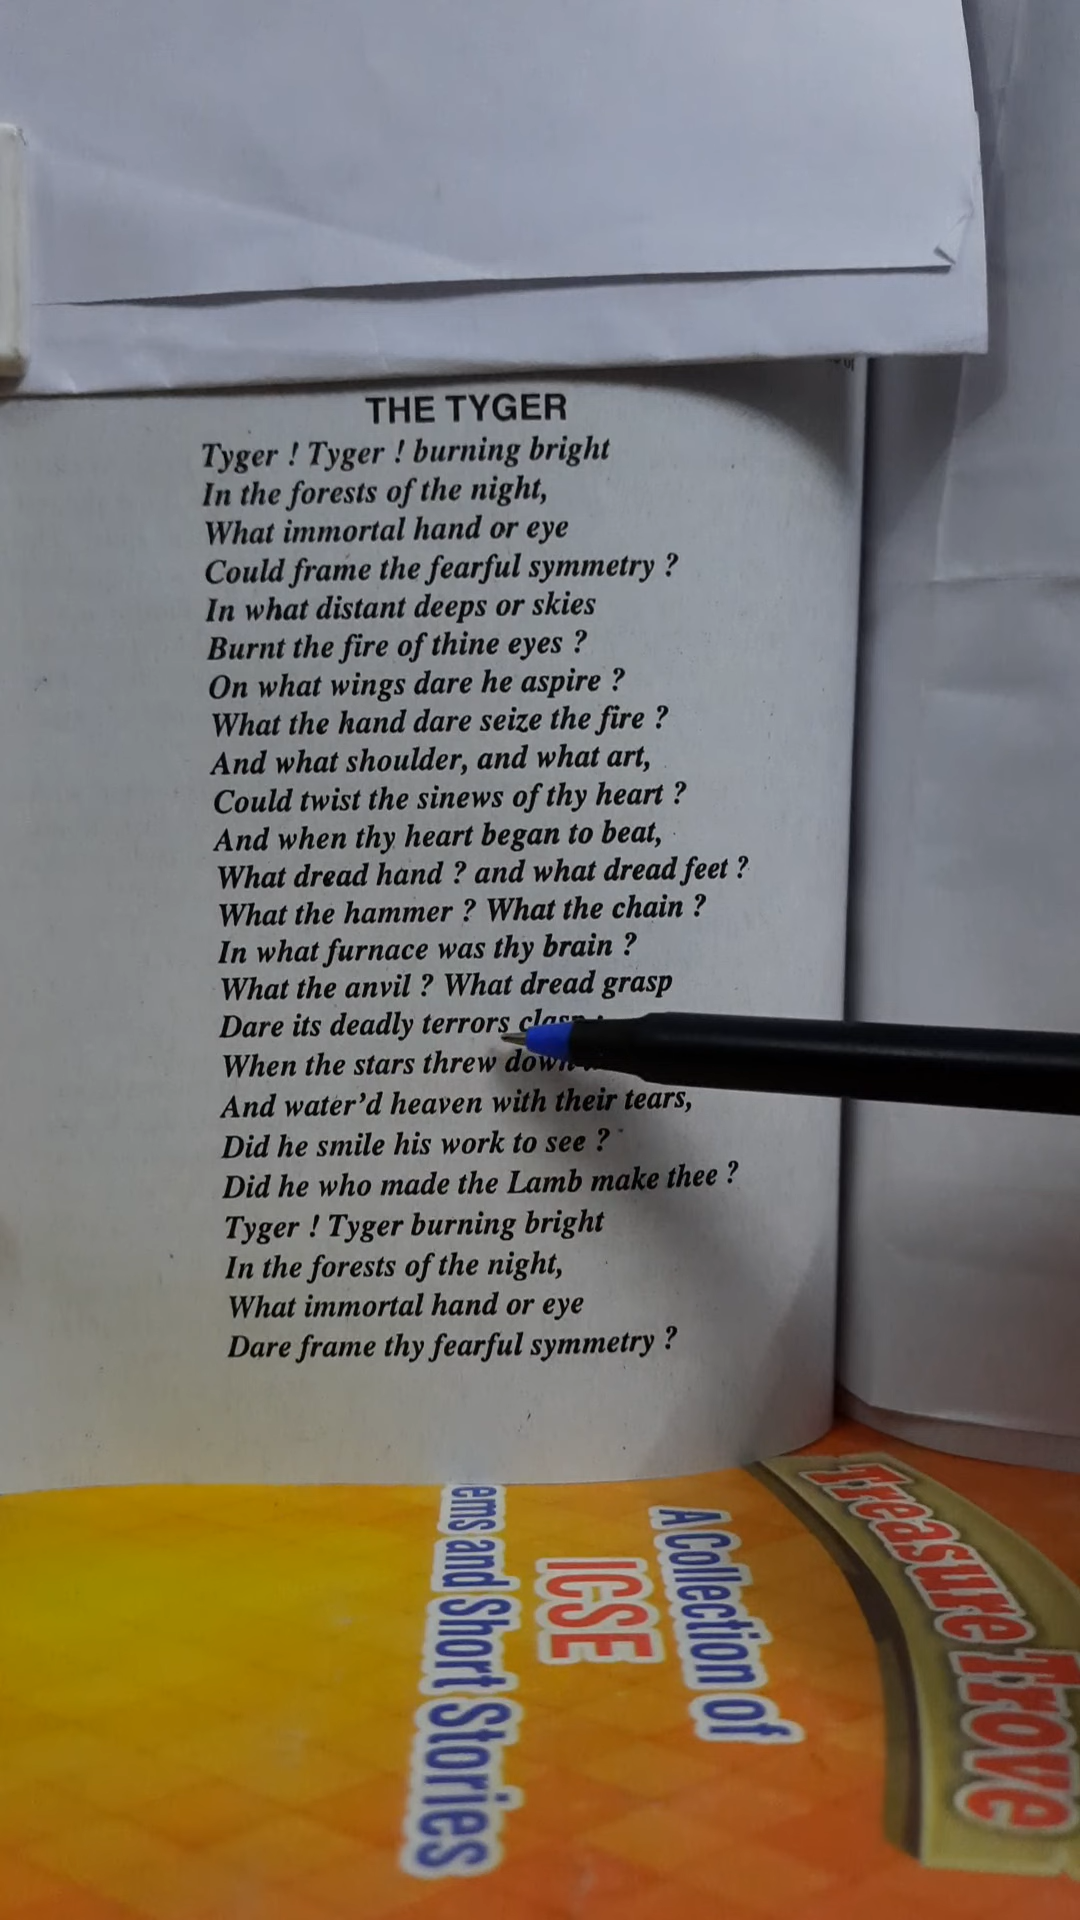 THE TYGER
Tyger ! Tyger ! burning bright
In the forests of the night,
What immortal hand or eye
Could frame the fearful symmetry ?
In what distant deeps or skies
Burnt the fire of thine eyes ?
On what wings dare he aspire ?
What the hand dare seize the fire ?
And what shoulder, and what art,
Could twist the sinews of thy heart ?
And when thy heart began to beat,
What dread hand ? and what dread feet ?
What the hammer ? What the chain ?
In what furnace was thy brain ?
What the anvil ? What dread grasp
Dare its deadly terrors clasp
When the stars threw down
And water'd heaven with their tears,
Did he smile his work to see ?
Did he who made the Lamb make thee ?
Tyger ! Tyger burning bright
In the forests of the night,
What immortal hand or eye
Dare frame thy fearful symmetry ?
Treasure Trove
A Collection of
ICSE
ems and Short Stories